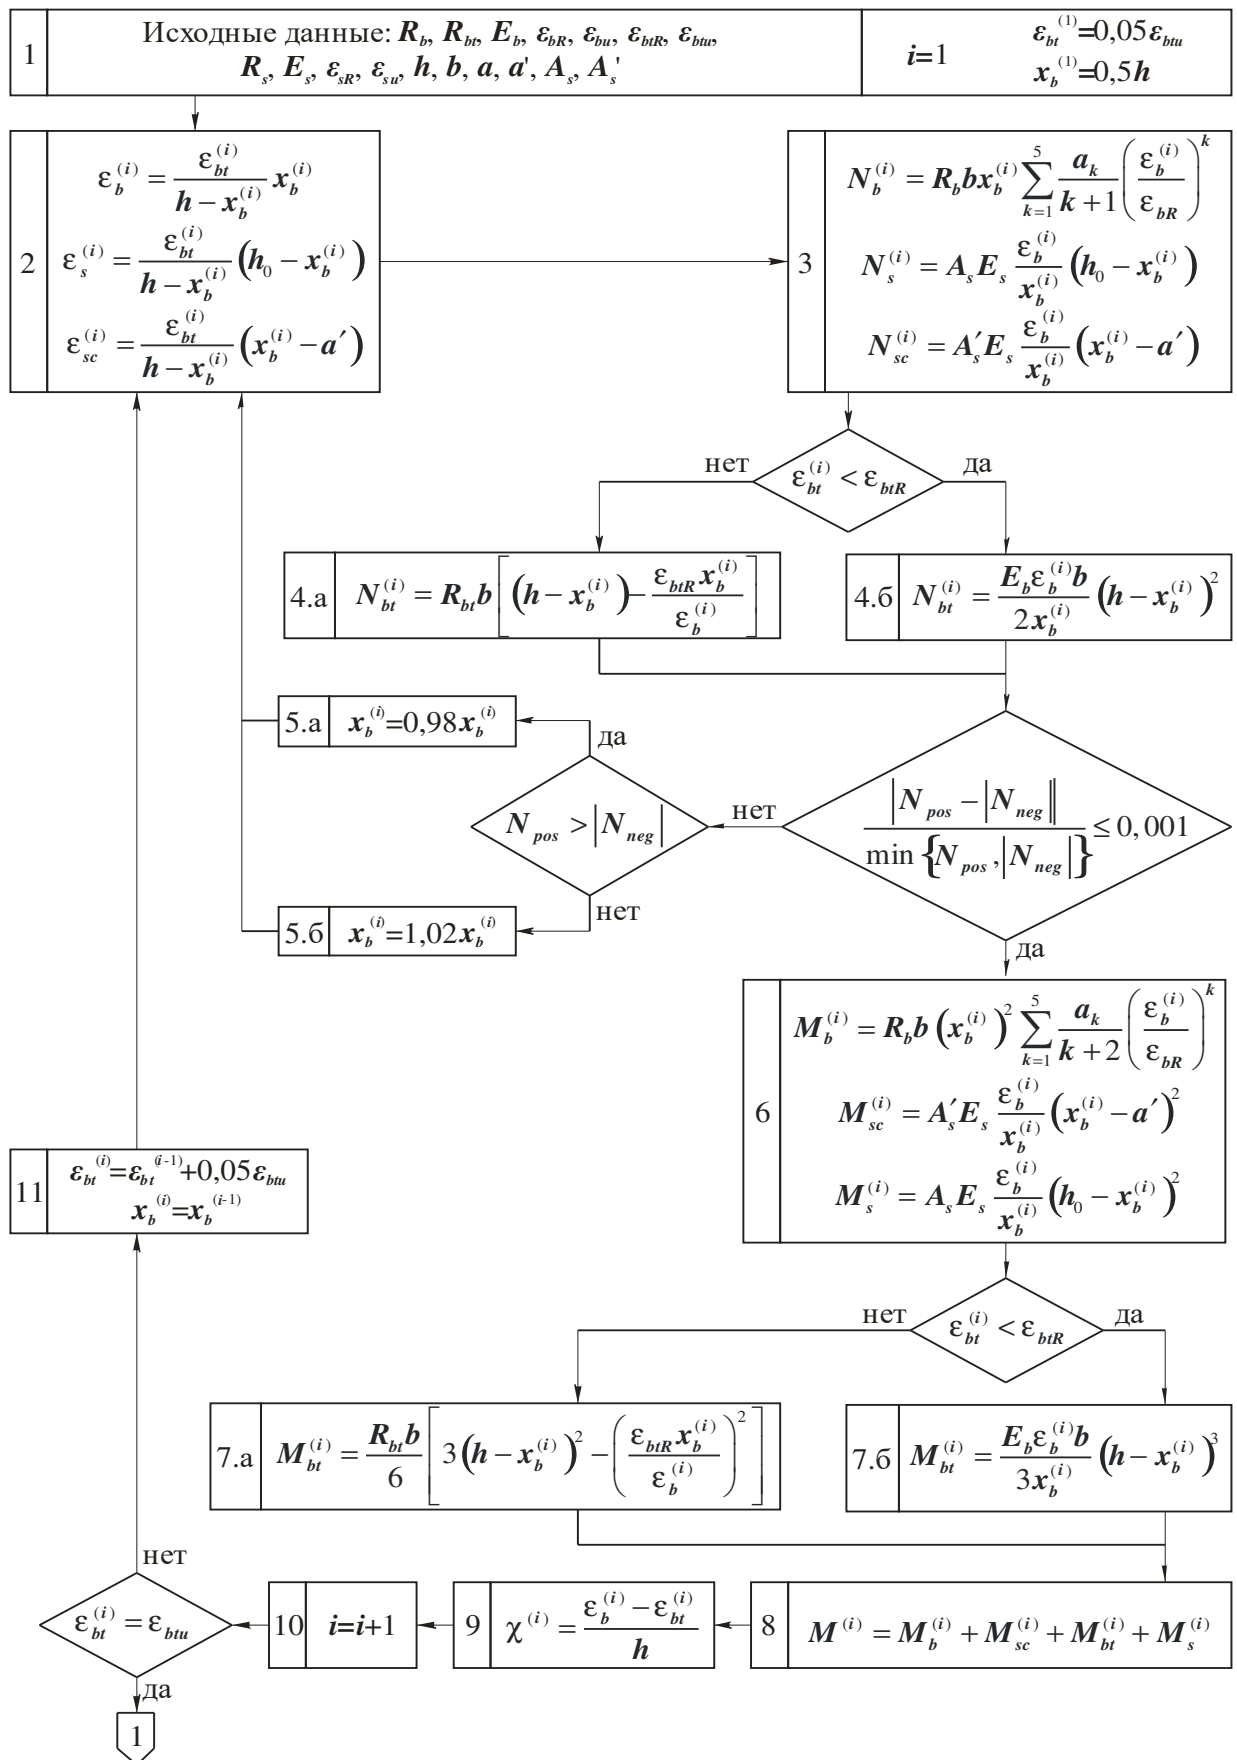 1
Исходные данные: R_b, R_bt, E_b, ε_bR, ε_bu, ε_btR, ε_btu,
R_s, E_s, ε_sR, ε_su, h, b, a, a', A_s, A_s'
i=1
ε_bt^(1)=0,05ε_btu
x_b^(1)=0,5h
2
ε_b^(i) = ε_bt^(i) / (h − x_b^(i)) x_b^(i)
ε_s^(i) = ε_bt^(i) / (h − x_b^(i)) (h_0 − x_b^(i))
ε_sc^(i) = ε_bt^(i) / (h − x_b^(i)) (x_b^(i) − a′)
3
N_b^(i) = R_b b x_b^(i) ∑_{k=1}^{5} a_k / (k + 1) (ε_b^(i) / ε_bR)^k
N_s^(i) = A_s E_s ε_b^(i) / x_b^(i) (h_0 − x_b^(i))
N_sc^(i) = A′_s E_s ε_b^(i) / x_b^(i) (x_b^(i) − a′)
нет
ε_bt^(i) < ε_btR
да
4.а
N_bt^(i) = R_bt b [(h − x_b^(i)) − ε_btR x_b^(i) / ε_b^(i)]
4.б
N_bt^(i) = E_b ε_b^(i) b / 2x_b^(i) (h − x_b^(i))^2
5.а
x_b^(i)=0,98x_b^(i)
да
N_pos > |N_neg|
нет
|N_pos − |N_neg|| / min {N_pos, |N_neg|} ≤ 0,001
нет
5.б
x_b^(i)=1,02x_b^(i)
да
6
M_b^(i) = R_b b (x_b^(i))^2 ∑_{k=1}^{5} a_k / (k + 2) (ε_b^(i) / ε_bR)^k
M_sc^(i) = A′_s E_s ε_b^(i) / x_b^(i) (x_b^(i) − a′)^2
M_s^(i) = A_s E_s ε_b^(i) / x_b^(i) (h_0 − x_b^(i))^2
11
ε_bt^(i)=ε_bt^(i-1)+0,05ε_btu
x_b^(i)=x_b^(i-1)
нет
ε_bt^(i) < ε_btR
да
7.а
M_bt^(i) = R_bt b / 6 [3(h − x_b^(i))^2 − (ε_btR x_b^(i) / ε_b^(i))^2]
7.б
M_bt^(i) = E_b ε_b^(i) b / 3x_b^(i) (h − x_b^(i))^3
нет
ε_bt^(i) = ε_btu
10
i=i+1
9
χ^(i) = (ε_b^(i) − ε_bt^(i)) / h
8
M^(i) = M_b^(i) + M_sc^(i) + M_bt^(i) + M_s^(i)
да
1